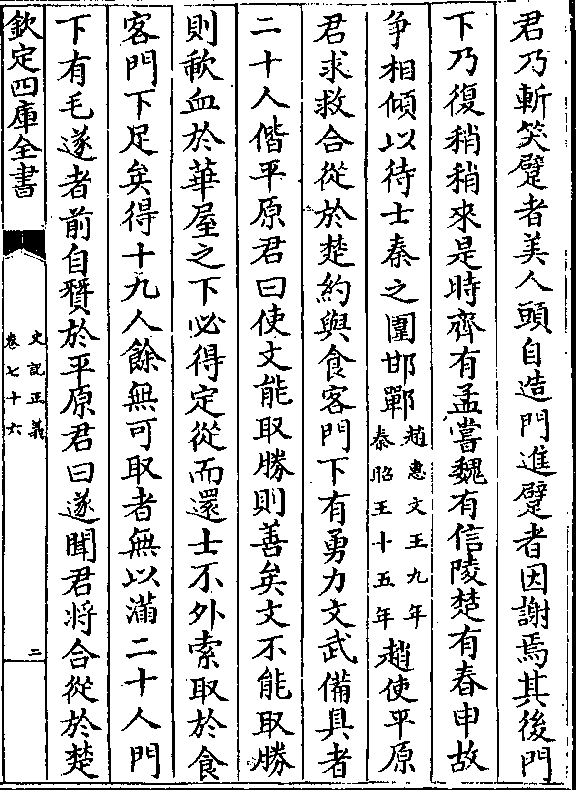 君乃斬笑躄者美人頭自造門進躄者因謝焉其後門
下乃復稍稍來是時齊有孟嘗魏有信陵楚有春申故
爭相傾以待士秦之圍邯鄲趙惠文王九年秦昭王十五年趙使平原
君求救合從於楚約與食客門下有勇力文武備具者
二十人偕平原君曰使文能取勝則善矣文不能取勝
則歃血於華屋之下必得定從而還士不外索取於食
客門下足矣得十九人餘無可取者無以滿二十人門
下有毛遂者前自贊於平原君曰遂聞君將合從於楚
欽定四庫全書
史記正義
卷七十六
二